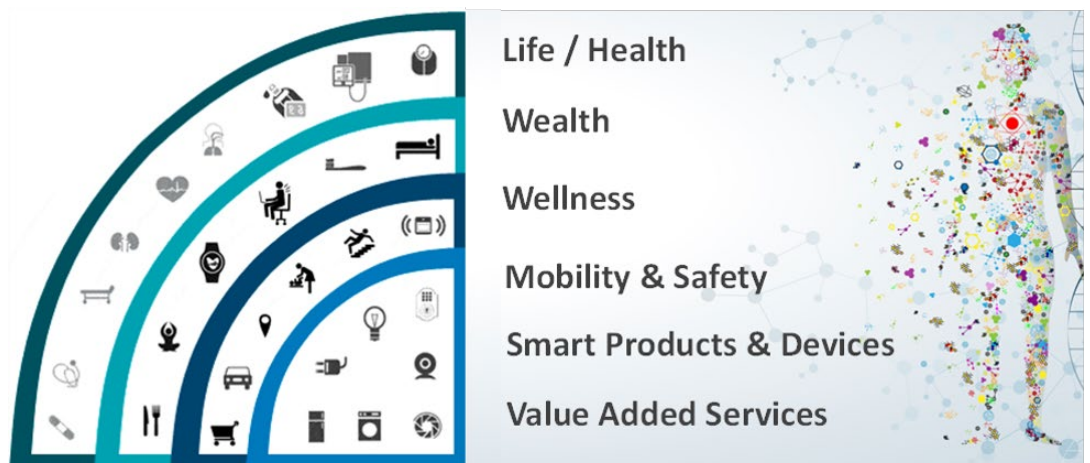 Life / Health
Wealth
Wellness
Mobility & Safety
Smart Products & Devices
Value Added Services